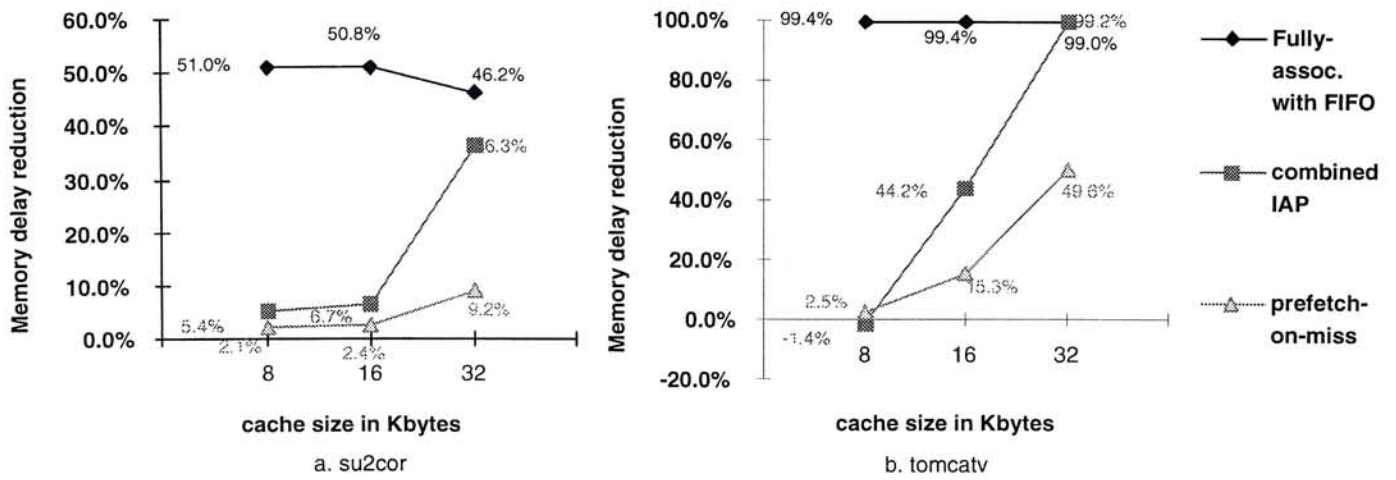 60.0%
50.0%
40.0%
30.0%
20.0%
10.0%
0.0%
Memory delay reduction
51.0%
50.8%
46.2%
6.3%
5.4%
6.7%
9.2%
2.1%
2.4%
8
16
32
cache size in Kbytes
a. su2cor
100.0%
80.0%
60.0%
40.0%
20.0%
0.0%
-20.0%
Memory delay reduction
99.4%
99.4%
99.2%
99.0%
44.2%
49.6%
2.5%
15.3%
-1.4%
8
16
32
cache size in Kbytes
b. tomcatv
Fully-
assoc.
with FIFO
combined
IAP
prefetch-
on-miss